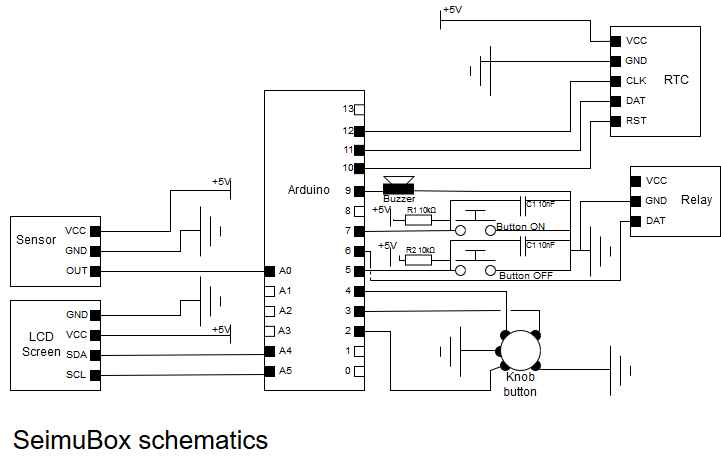 +5V
VCC
GND
CLK
DAT
RST
RTC
13
12
11
10
9
8
7
6
5
4
3
2
1
0
Arduino
A0
A1
A2
A3
A4
A5
Buzzer
+5V
R1 10kΩ
C1 10nF
Button ON
+5V
R2 10kΩ
C1 10nF
Button OFF
VCC
GND
DAT
Relay
+5V
Sensor
VCC
GND
OUT
LCD
Screen
GND
VCC
SDA
SCL
+5V
Knob
button
SeimuBox schematics